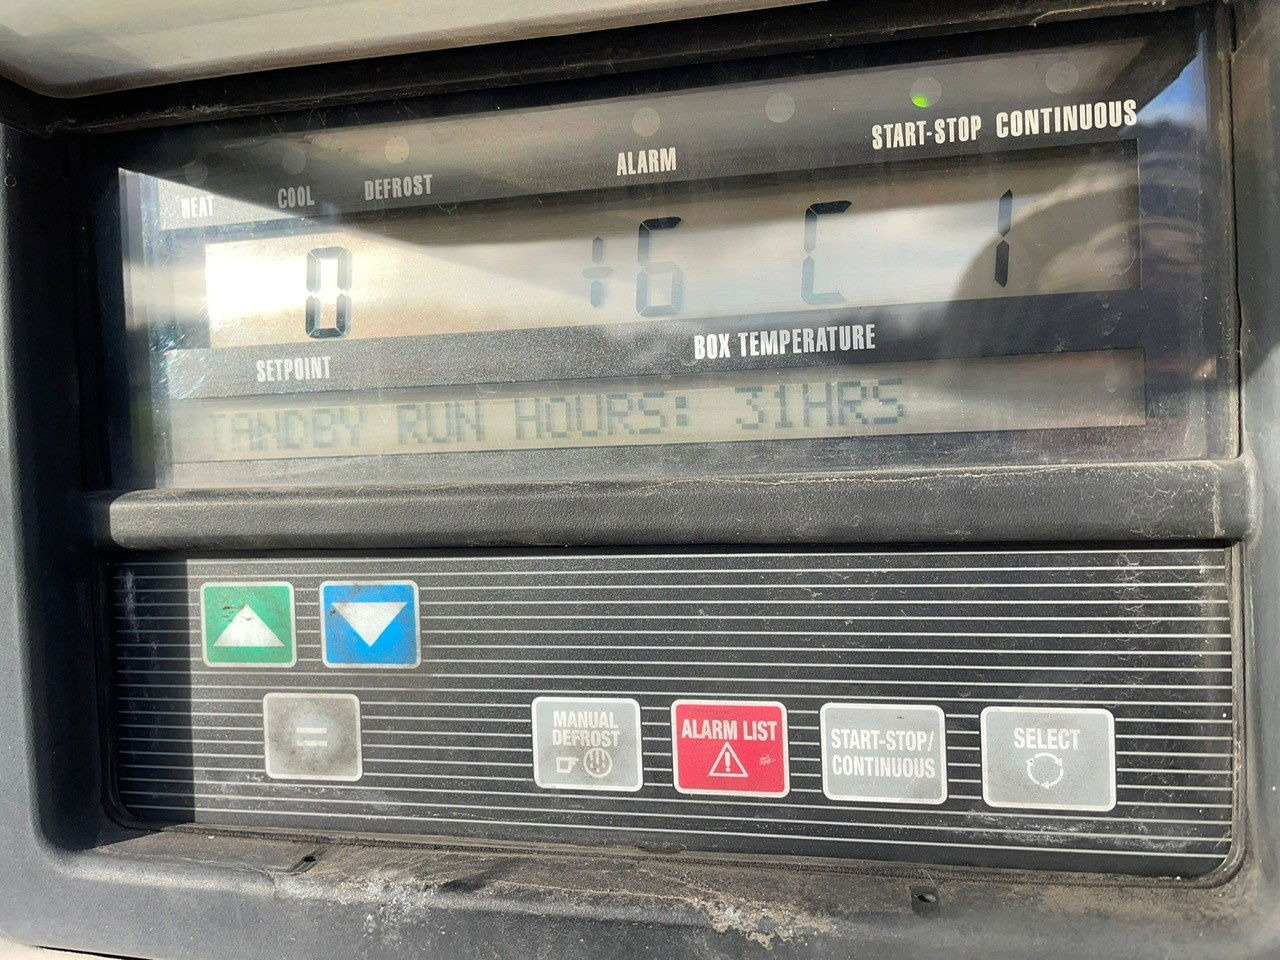 HEAT COOL DEFROST ALARM START-STOP CONTINUOUS
0 +6 C 1
SETPOINT BOX TEMPERATURE
TANDBY RUN HOURS: 31HRS
MANUAL DEFROST
ALARM LIST
START-STOP/
CONTINUOUS
SELECT